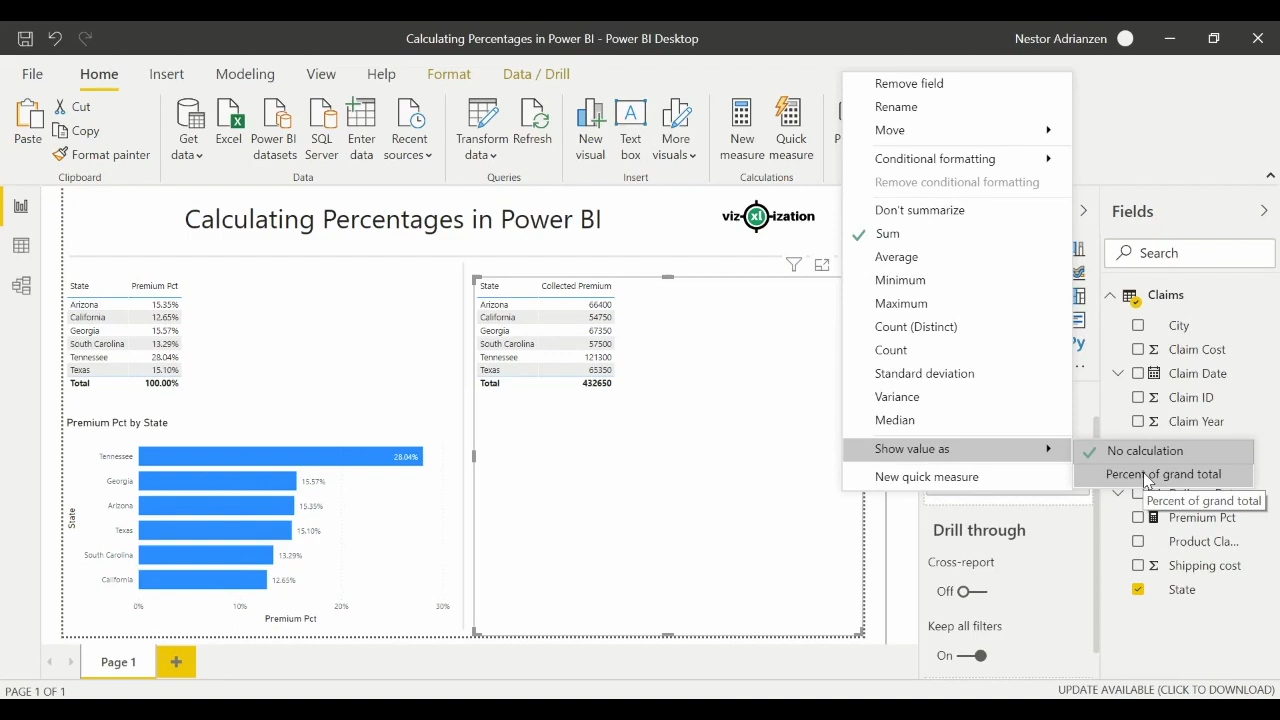 Calculating Percentages in Power BI - Power BI Desktop
Nestor Adrianzen
File Home Insert Modeling View Help Format Data / Drill
Paste
Cut
Copy
Format painter
Clipboard
Get data
Excel
Power BI datasets
SQL Server
Enter data
Recent sources
Data
Transform data
Refresh
Queries
New visual
Text box
More visuals
Insert
New measure
Quick measure
Calculations
Calculating Percentages in Power BI
viz-xl-ization
State Premium Pct
Arizona 15.35%
California 12.65%
Georgia 15.57%
South Carolina 13.29%
Tennessee 28.04%
Texas 15.10%
Total 100.00%
State Collected Premium
Arizona 66400
California 54750
Georgia 67350
South Carolina 57500
Tennessee 121300
Texas 65350
Total 432650
Premium Pct by State
State
Tennessee 28.04%
Georgia 15.57%
Arizona 15.35%
Texas 15.10%
South Carolina 13.29%
California 12.65%
0% 10% 20% 30%
Premium Pct
Remove field
Rename
Move
Conditional formatting
Remove conditional formatting
Don't summarize
Sum
Average
Minimum
Maximum
Count (Distinct)
Count
Standard deviation
Variance
Median
Show value as
New quick measure
No calculation
Percent of grand total
Percent of grand total
Drill through
Cross-report
Off
Keep all filters
On
Fields
Search
Claims
City
Claim Cost
Claim Date
Claim ID
Claim Year
Premium Pct
Product Cla...
Shipping cost
State
Page 1
PAGE 1 OF 1
UPDATE AVAILABLE (CLICK TO DOWNLOAD)